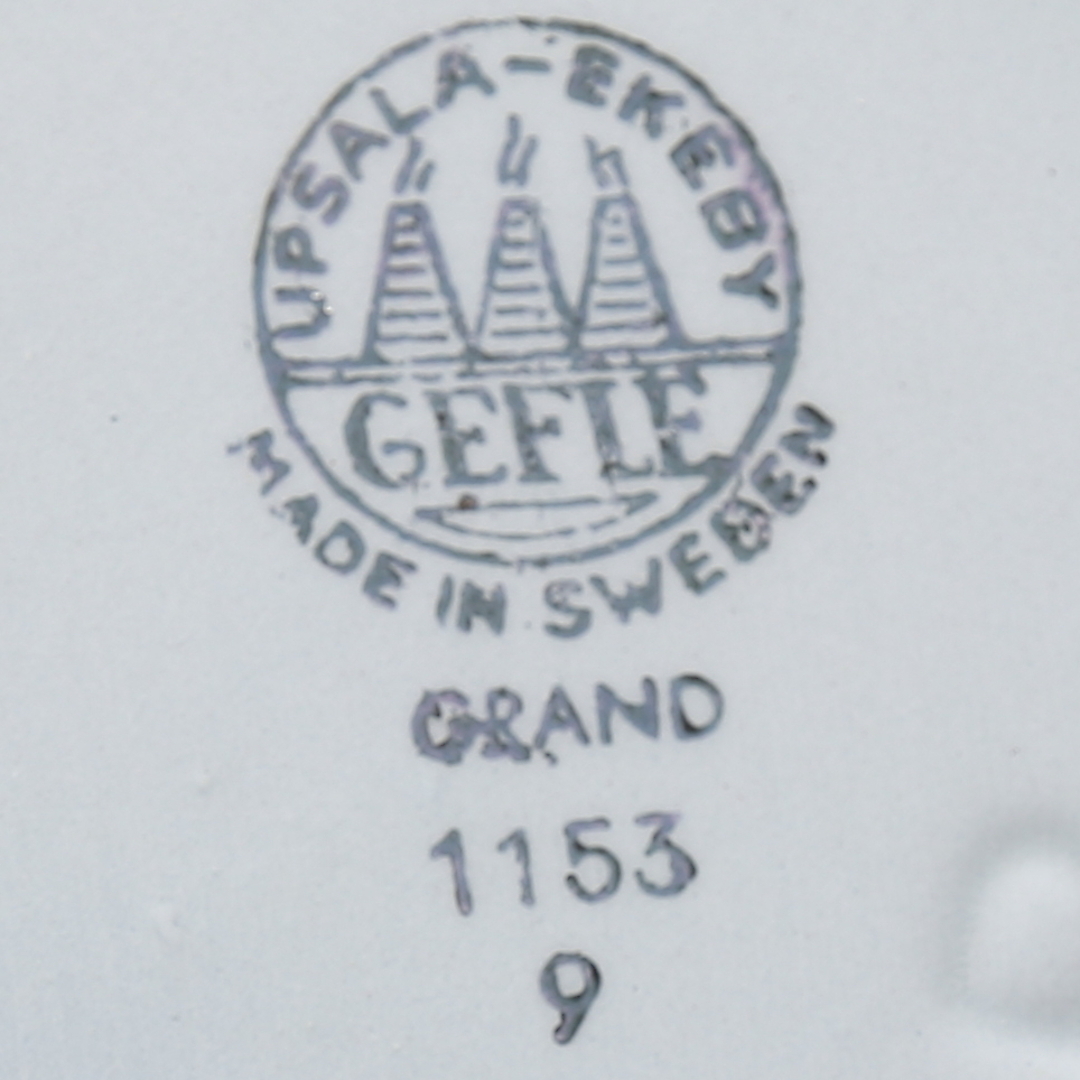 UPSALA-EKEBY
GEFLE
MADE IN SWEDEN
GRAND
1153
9